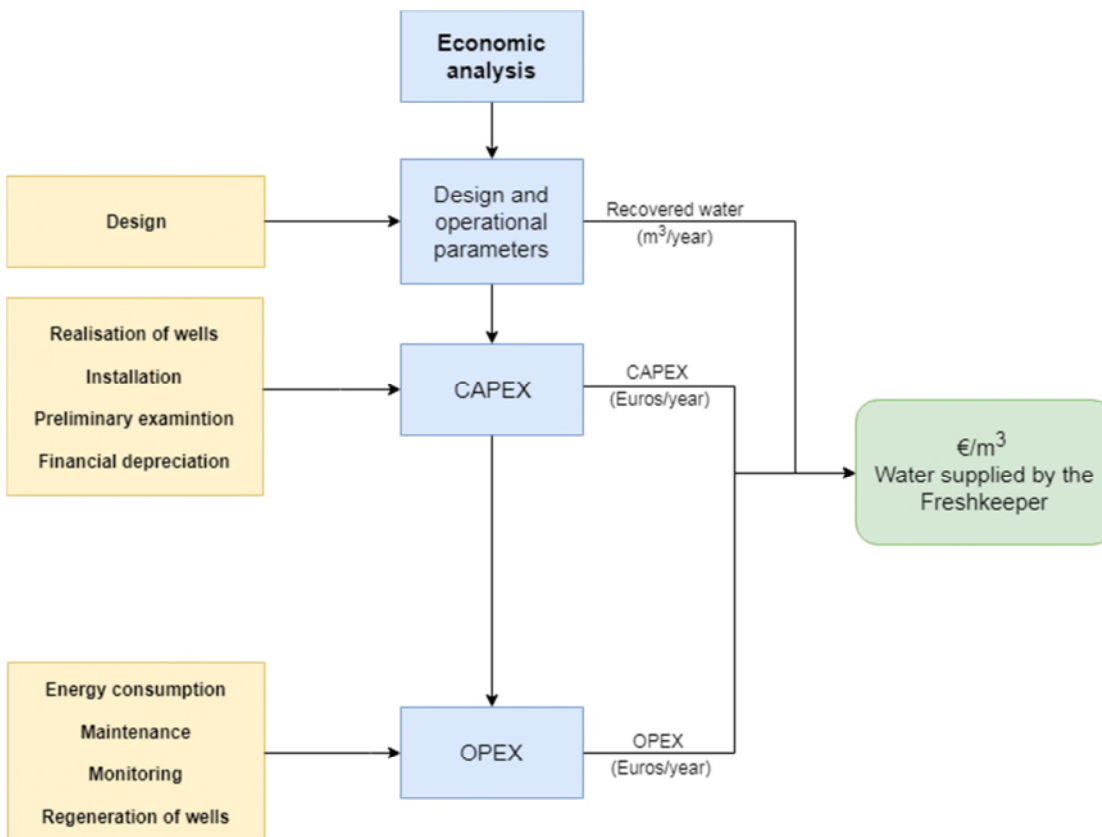 Economic
analysis
Design
Design and
operational
parameters
Recovered water
(m³/year)
Realisation of wells
Installation
Preliminary examintion
Financial depreciation
CAPEX
CAPEX
(Euros/year)
€/m³
Water supplied by the
Freshkeeper
Energy consumption
Maintenance
Monitoring
Regeneration of wells
OPEX
OPEX
(Euros/year)